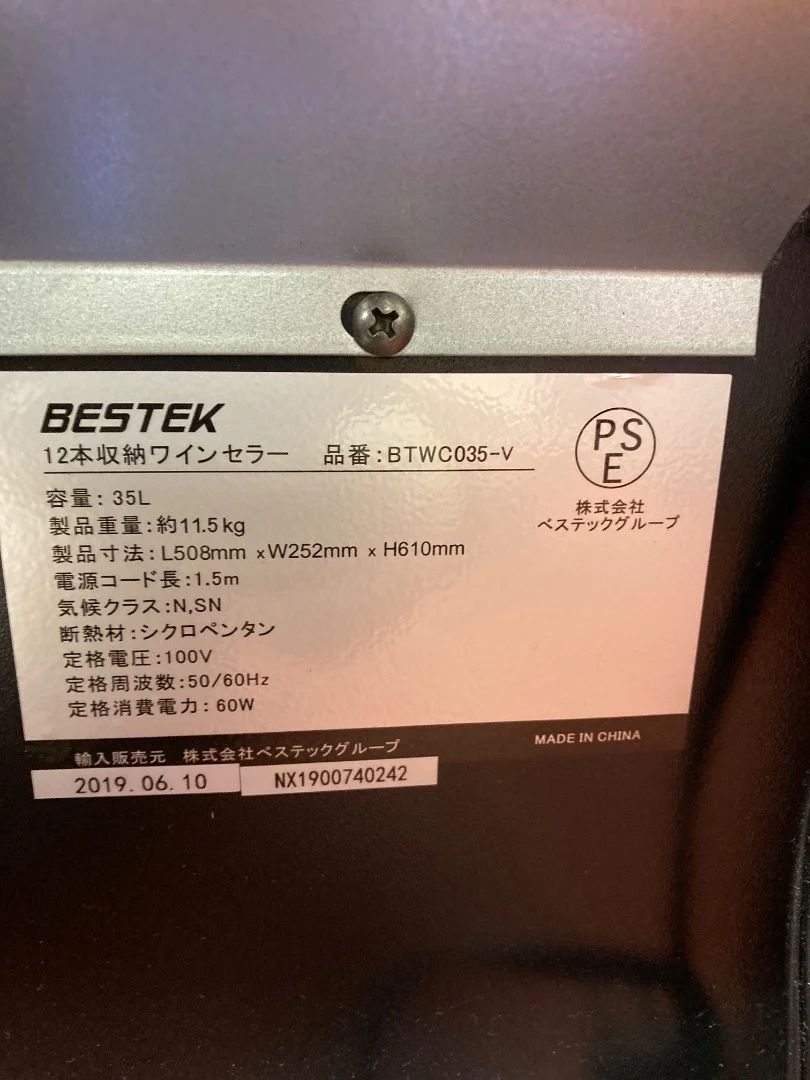 BESTEK
12本収納ワインセラー 品番:BTWC035-V
PS
E
株式会社
ベステックグループ
容量: 35L
製品重量:約11.5kg
製品寸法:L508mm xW252mm x H610mm
電源コード長:1.5m
気候クラス:N,SN
断熱材:シクロペンタン
定格電圧:100V
定格周波数:50/60Hz
定格消費電力:60W
輸入販売元 株式会社ベステックグループ
MADE IN CHINA
2019.06.10
NX1900740242